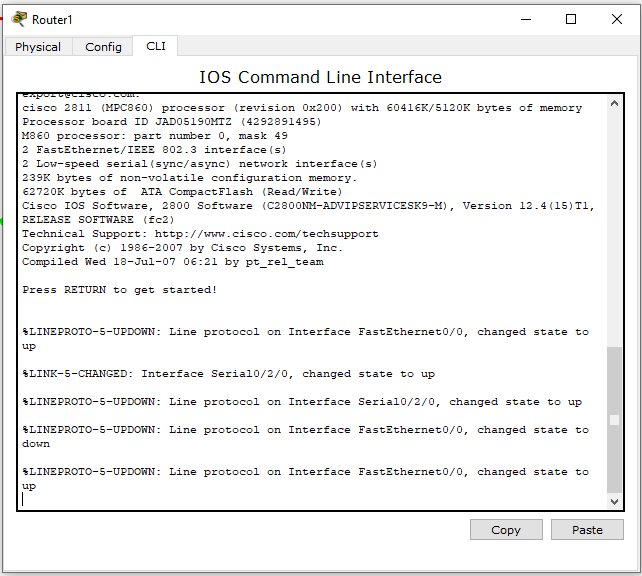 Router1
Physical
Config
CLI
IOS Command Line Interface
export@cisco.com.
cisco 2811 (MPC860) processor (revision 0x200) with 60416K/5120K bytes of memory
Processor board ID JAD05190MTZ (4292891495)
M860 processor: part number 0, mask 49
2 FastEthernet/IEEE 802.3 interface(s)
2 Low-speed serial(sync/async) network interface(s)
239K bytes of non-volatile configuration memory.
62720K bytes of  ATA CompactFlash (Read/Write)
Cisco IOS Software, 2800 Software (C2800NM-ADVIPSERVICESK9-M), Version 12.4(15)T1,
RELEASE SOFTWARE (fc2)
Technical Support: http://www.cisco.com/techsupport
Copyright (c) 1986-2007 by Cisco Systems, Inc.
Compiled Wed 18-Jul-07 06:21 by pt_rel_team
Press RETURN to get started!
%LINEPROTO-5-UPDOWN: Line protocol on Interface FastEthernet0/0, changed state to
up
%LINK-5-CHANGED: Interface Serial0/2/0, changed state to up
%LINEPROTO-5-UPDOWN: Line protocol on Interface Serial0/2/0, changed state to up
%LINEPROTO-5-UPDOWN: Line protocol on Interface FastEthernet0/0, changed state to
down
%LINEPROTO-5-UPDOWN: Line protocol on Interface FastEthernet0/0, changed state to
up
Copy
Paste